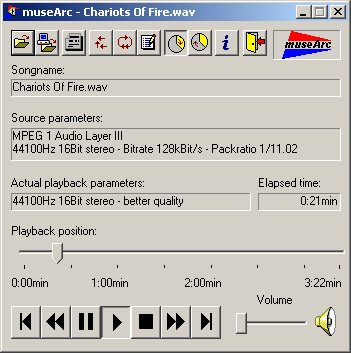 museArc - Chariots Of Fire.wav
museArc
Songname:
Chariots Of Fire.wav
Source parameters:
MPEG 1 Audio Layer III
44100Hz 16Bit stereo - Bitrate 128kBit/s - Packratio 1/11.02
Actual playback parameters: Elapsed time:
44100Hz 16Bit stereo - better quality 0:21min
Playback position:
0:00min 1:00min 2:00min 3:22min
Volume